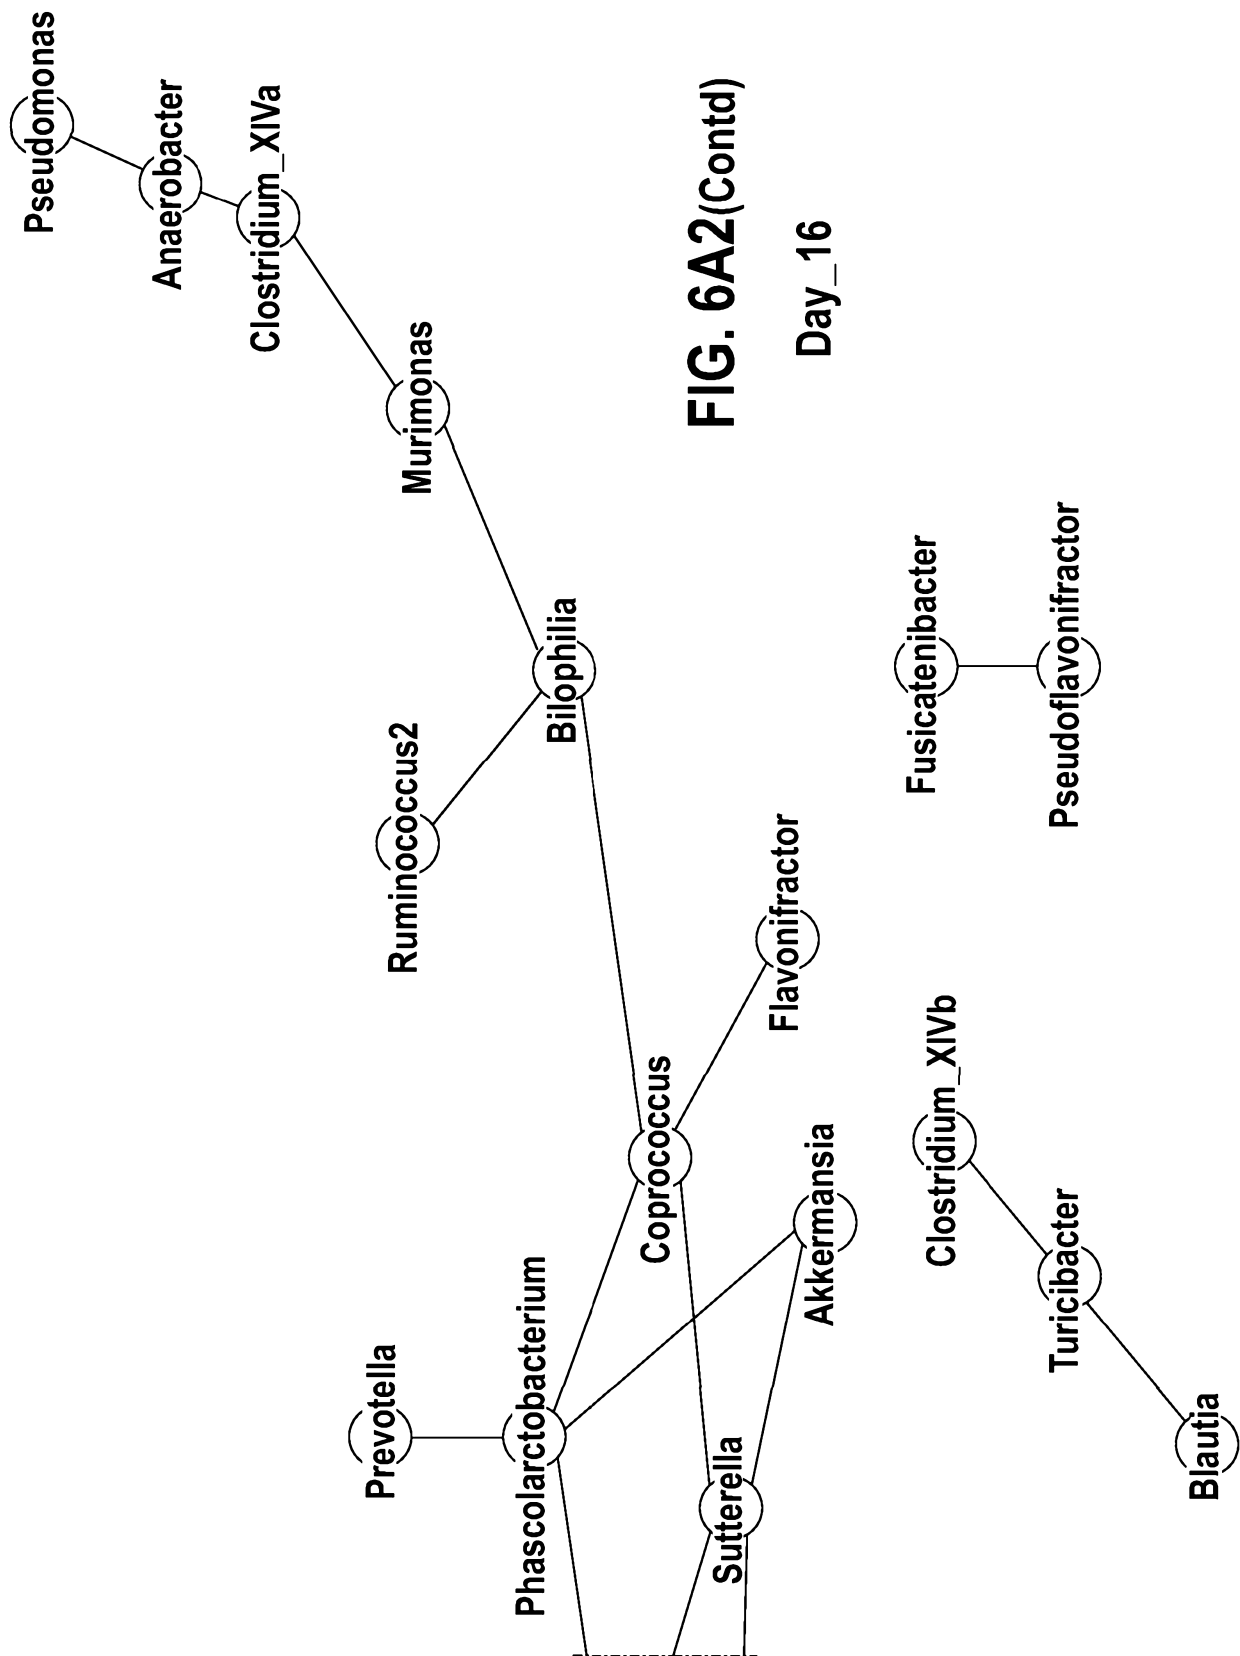 Pseudomonas
Anaerobacter
Clostridium_XIVa
Murimonas
Bilophilia
Ruminococcus2
Coprococcus
Flavonifractor
Prevotella
Phascolarctobacterium
Akkermansia
Sutterella
Fusicatenibacter
Pseudoflavonifractor
Clostridium_XIVb
Turicibacter
Blautia
FIG. 6A2(Contd)
Day_16